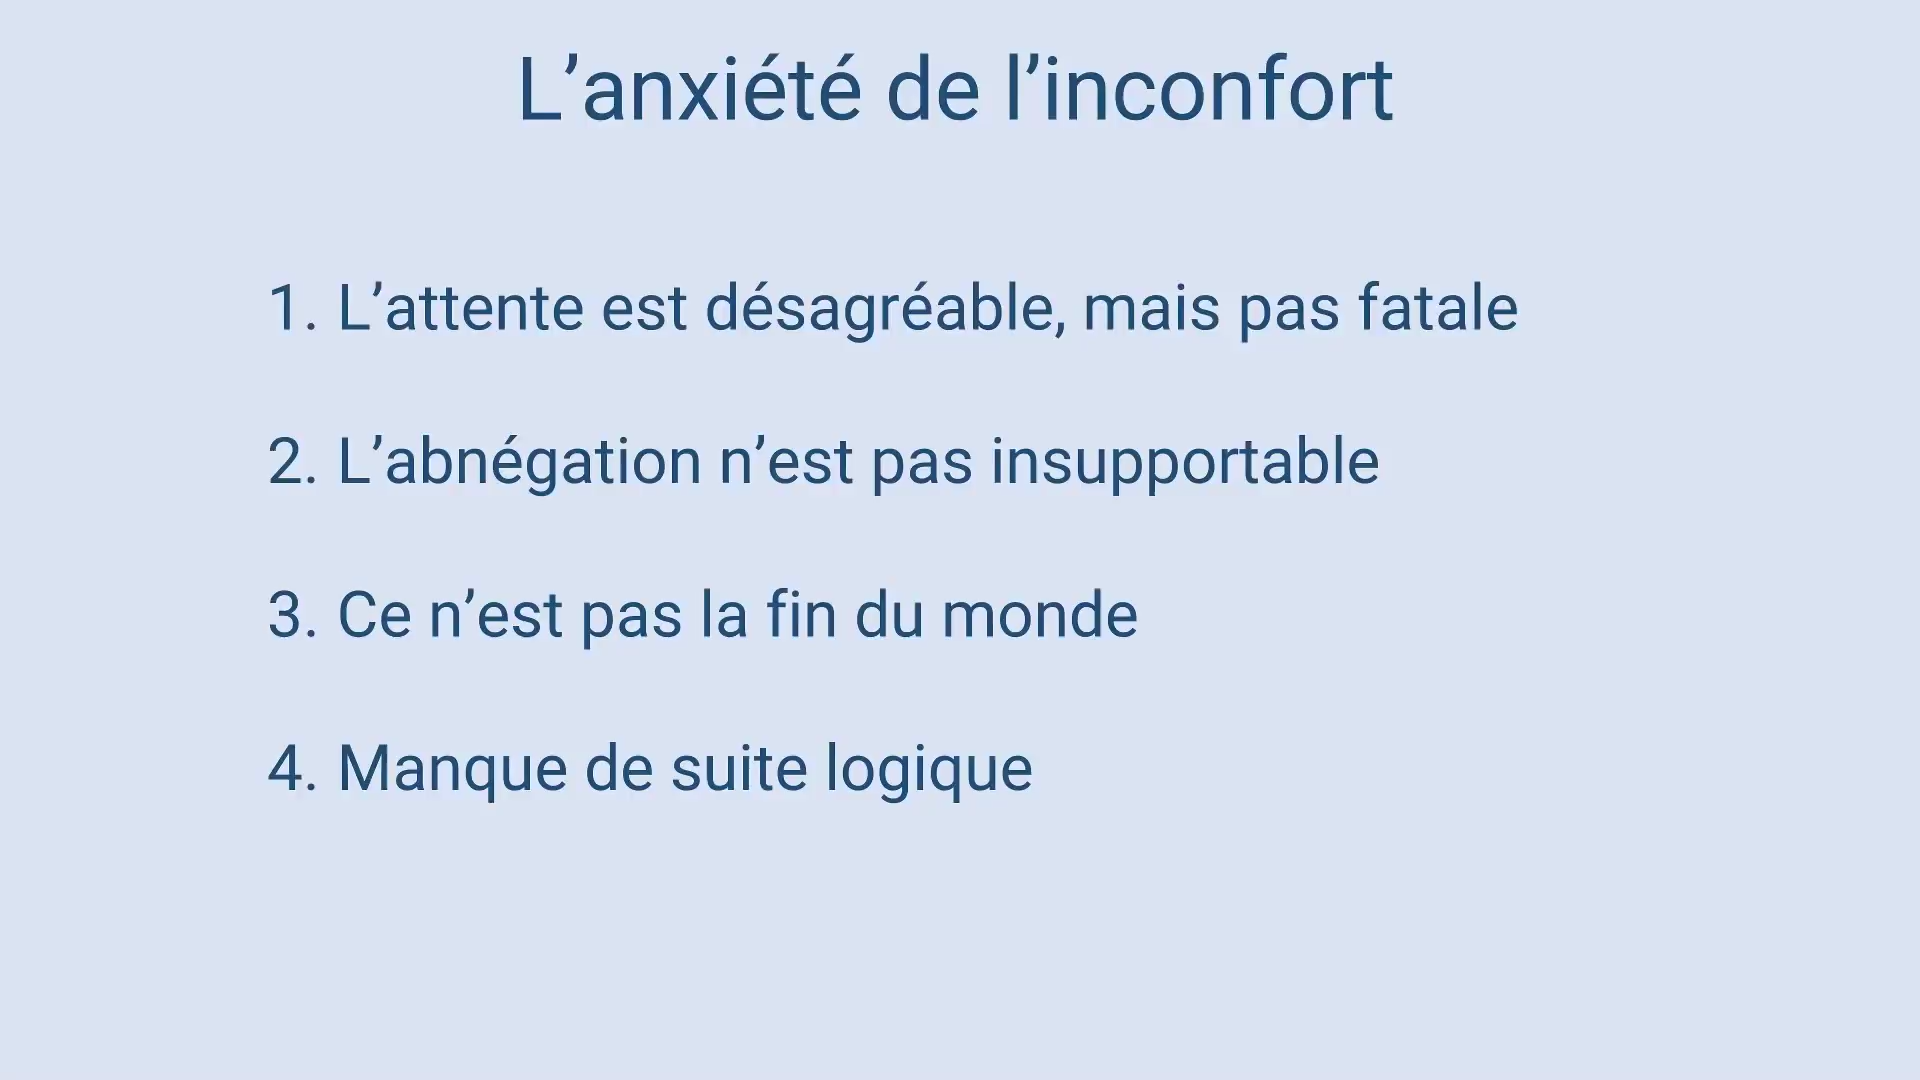 L’anxiété de l’inconfort
1. L’attente est désagréable, mais pas fatale
2. L’abnégation n’est pas insupportable
3. Ce n’est pas la fin du monde
4. Manque de suite logique